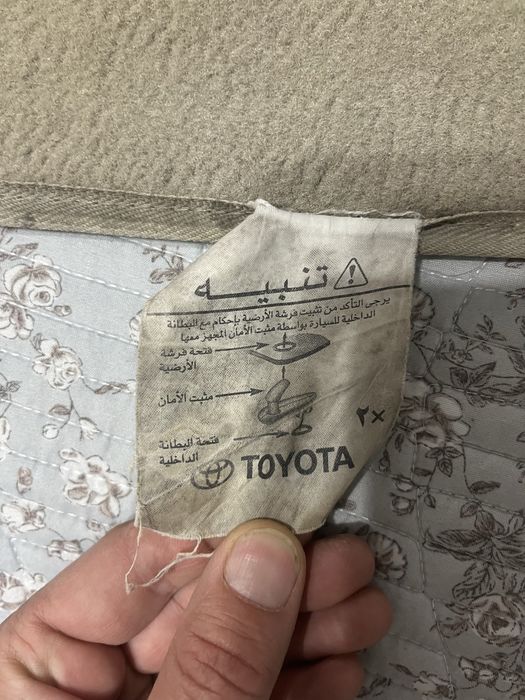 تنبيه
يرجى التأكد من تثبيت فرشة الأرضية بإحكام مع البطانة
الداخلية للسيارة بواسطة مثبت الأمان المجهز معها
فتحة فرشة
الأرضية
مثبت الأمان
×٢
فتحة البطانة
الداخلية
TOYOTA